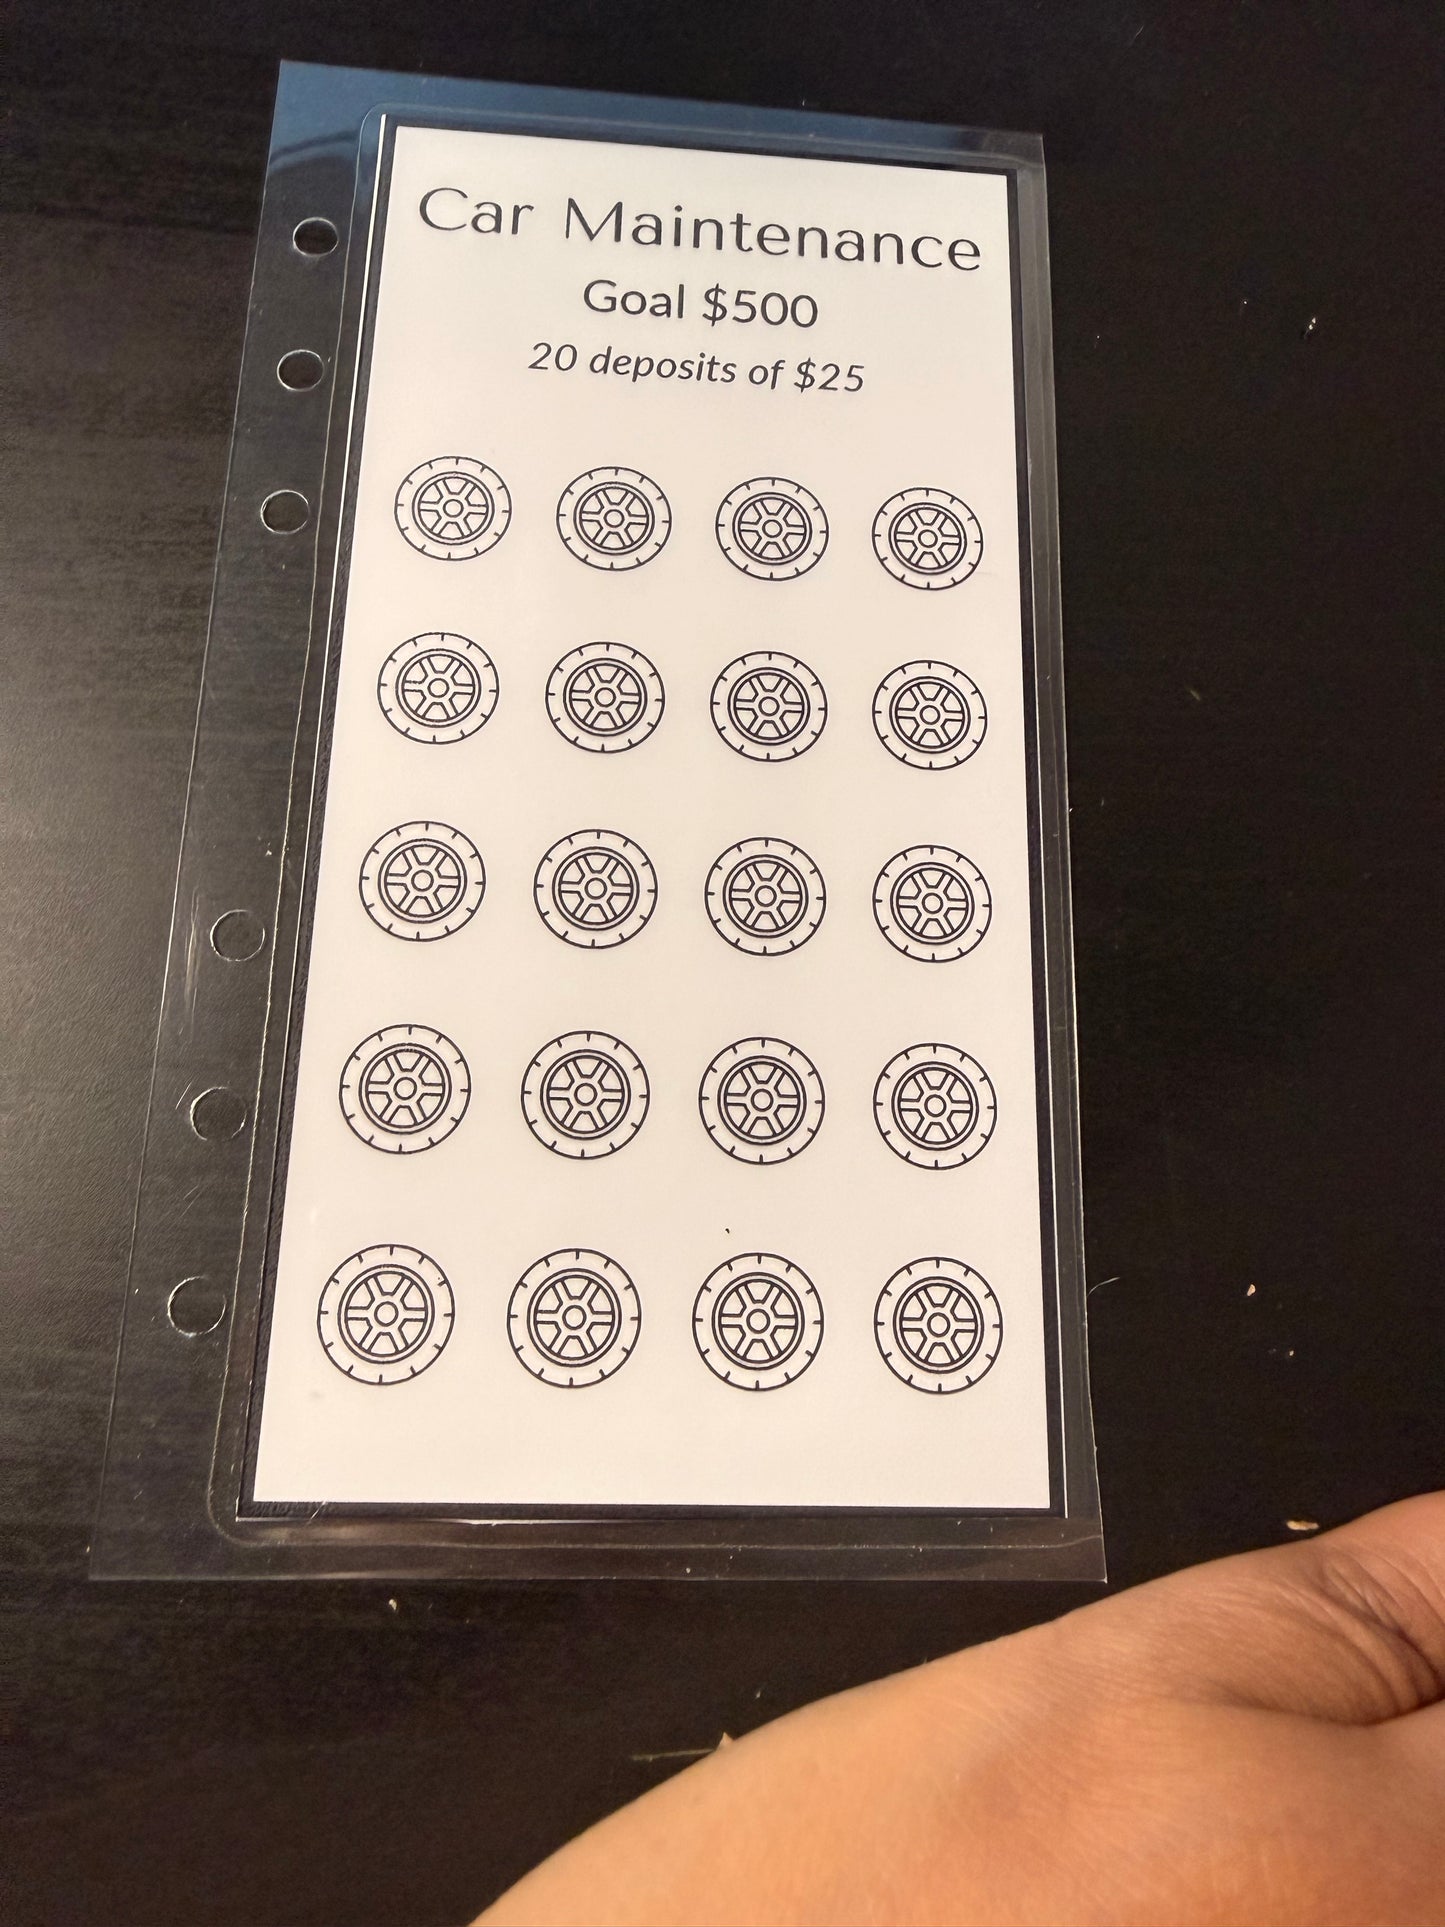 Car Maintenance
Goal $500
20 deposits of $25